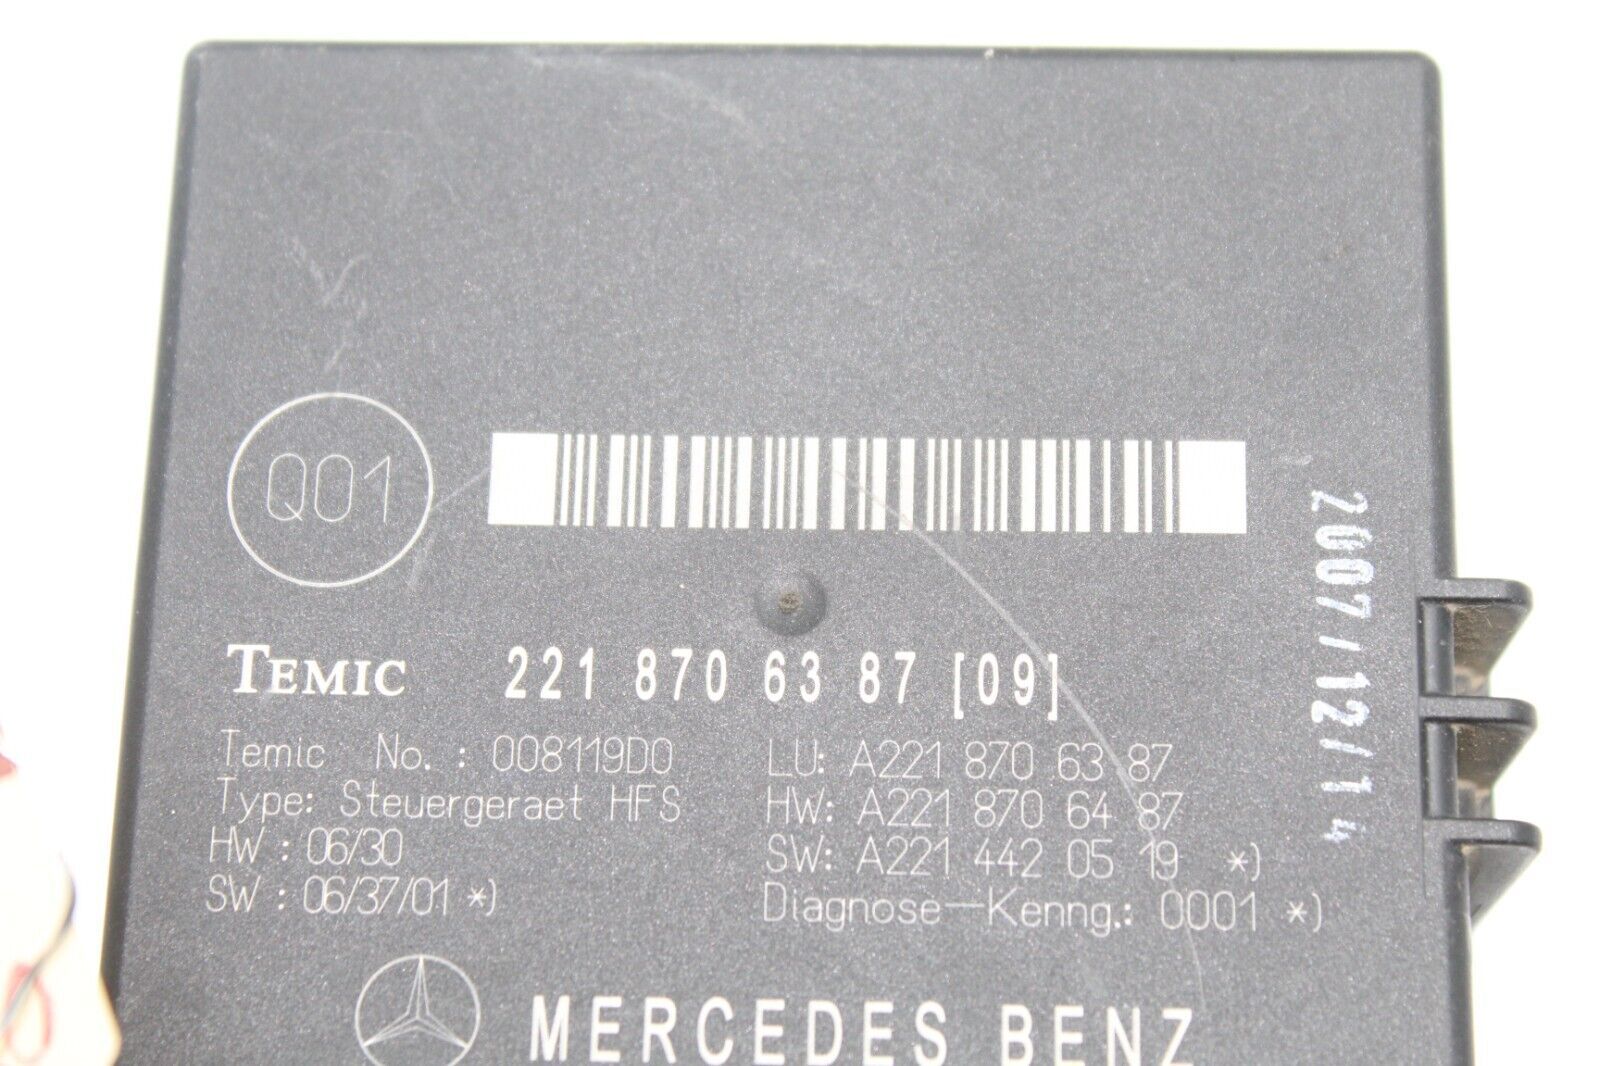 Q01
TEMIC 221 870 63 87 [09]
Temic No. : 008119D0
Type: Steuergeraet HFS
HW : 06/30
SW : 06/37/01 *)
LU: A221 870 63 87
HW: A221 870 64 87
SW: A221 442 05 19 *)
Diagnose-Kenng.: 0001 *)
MERCEDES BENZ
2007/12/14